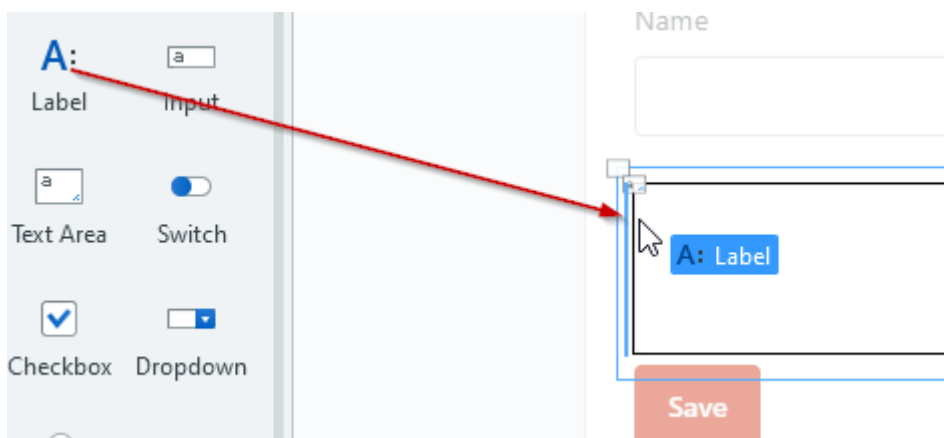 Name
A:
a
Label
Input
a
Text Area
Switch
A: Label
Checkbox
Dropdown
Save